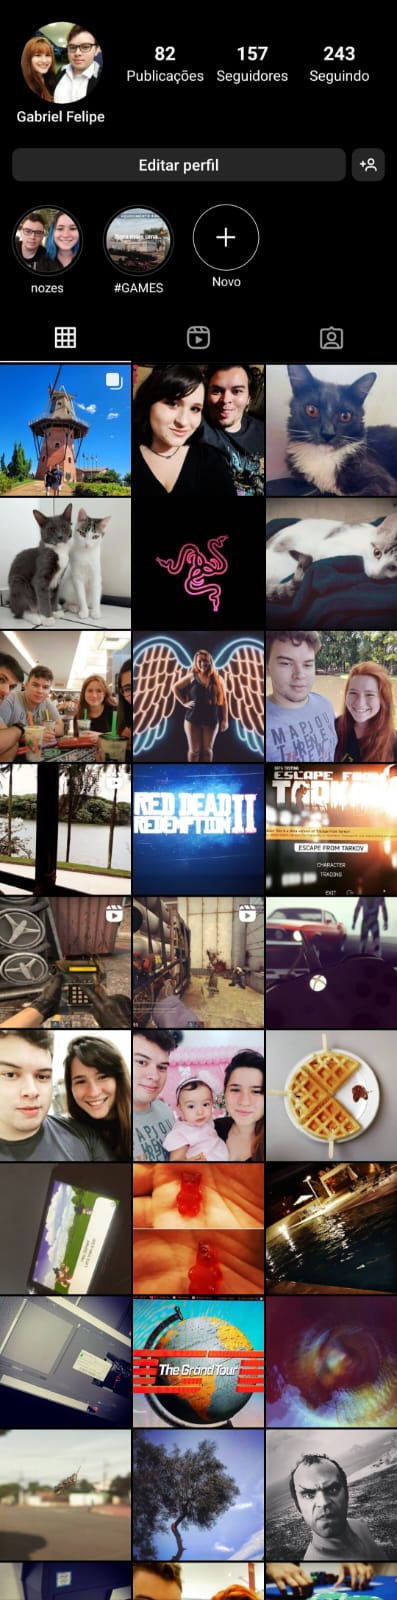 82
Publicações
157
Seguidores
243
Seguindo
Gabriel Felipe
Editar perfil
nozes
#GAMES
Novo
RED DEAD
REDEMPTION II
ESCAPE FROM
TARKOV
ESCAPE FROM TARKOV
CHARACTER
TRADING
EXIT
The Grand Tour